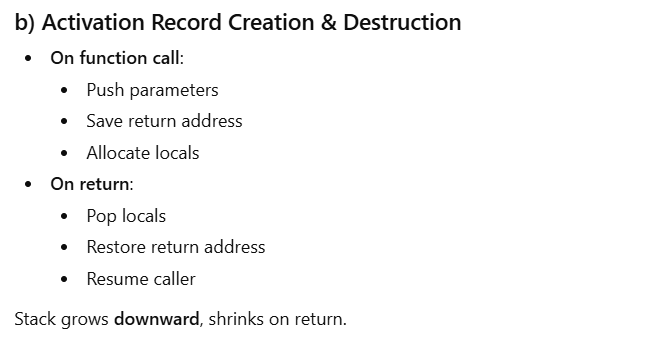 b) Activation Record Creation & Destruction
• On function call:
• Push parameters
• Save return address
• Allocate locals
• On return:
• Pop locals
• Restore return address
• Resume caller
Stack grows downward, shrinks on return.